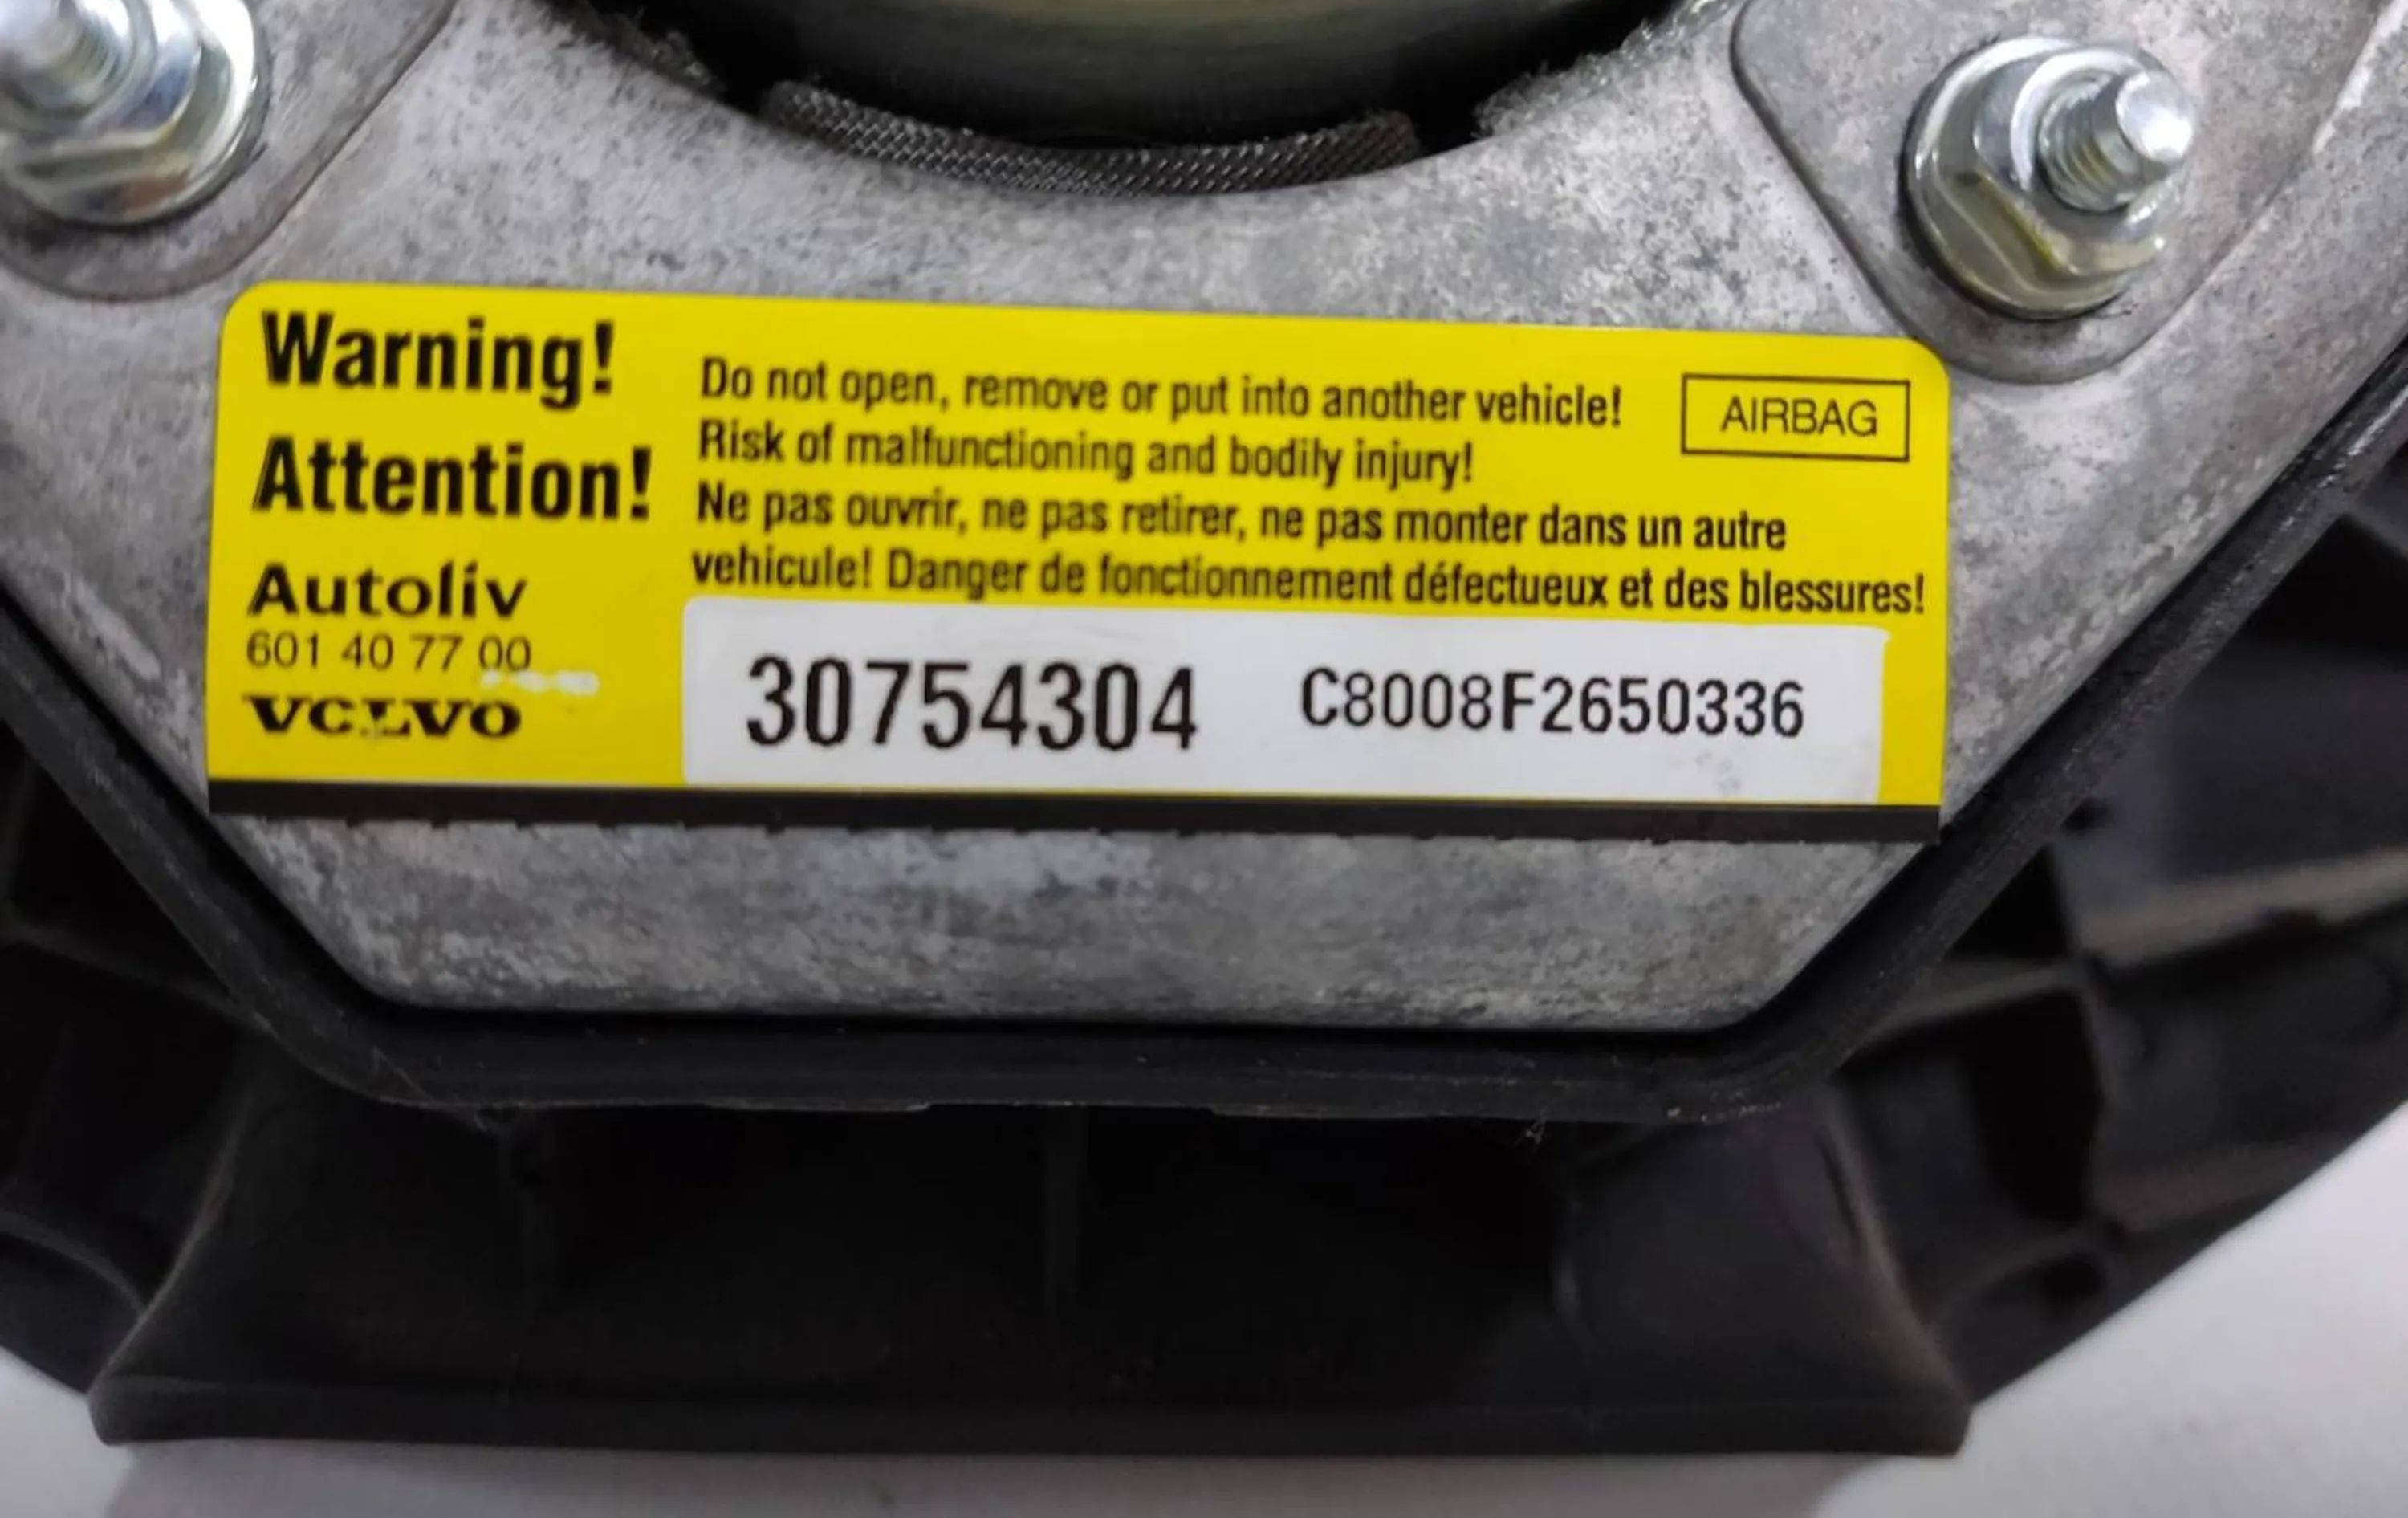 Warning!
Attention!
Autoliv
601 40 77 00
VOLVO
Do not open, remove or put into another vehicle!
Risk of malfunctioning and bodily injury!
Ne pas ouvrir, ne pas retirer, ne pas monter dans un autre
vehicule! Danger de fonctionnement défectueux et des blessures!
AIRBAG
30754304 C8008F2650336